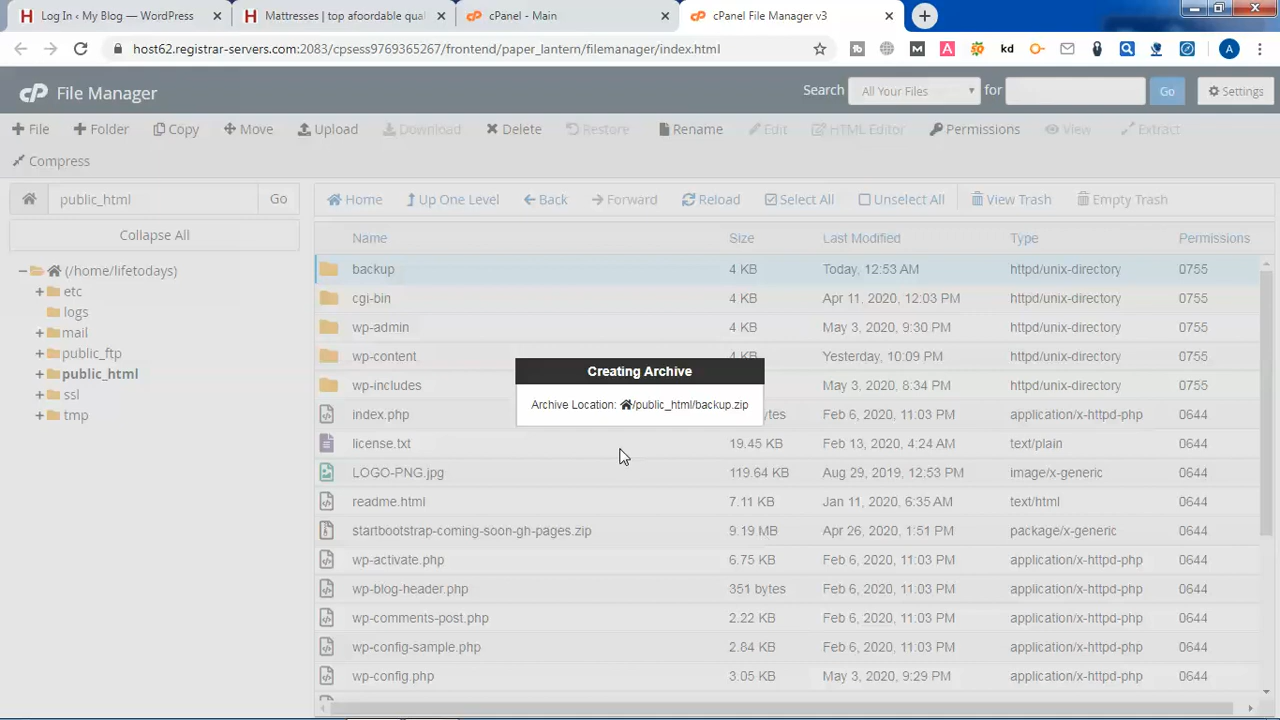 Log In ‹ My Blog — WordPress
Mattresses | top afoordable qual
cPanel - Main
cPanel File Manager v3
host62.registrar-servers.com:2083/cpsess9769365207/frontend/paper_lantern/filemanager/index.html
kd
A
cP File Manager
Search All Your Files for Go Settings
File Folder Copy Move Upload Download Delete Restore Rename Edit HTML Editor Permissions View Extract
Compress
public_html Go
Home Up One Level Back Forward Reload Select All Unselect All View Trash Empty Trash
Collapse All
(/home/lifetodays)
etc
logs
mail
public_ftp
public_html
ssl
tmp
Name Size Last Modified Type Permissions
backup 4 KB Today, 12:53 AM httpd/unix-directory 0755
cgi-bin 4 KB Apr 11, 2020, 12:03 PM httpd/unix-directory 0755
wp-admin 4 KB May 3, 2020, 9:30 PM httpd/unix-directory 0755
wp-content 4 KB Yesterday, 10:09 PM httpd/unix-directory 0755
wp-includes May 3, 2020, 8:34 PM httpd/unix-directory 0755
index.php bytes Feb 6, 2020, 11:03 PM application/x-httpd-php 0644
license.txt 19.45 KB Feb 13, 2020, 4:24 AM text/plain 0644
LOGO-PNG.jpg 119.64 KB Aug 29, 2019, 12:53 PM image/x-generic 0644
readme.html 7.11 KB Jan 11, 2020, 6:35 AM text/html 0644
startbootstrap-coming-soon-gh-pages.zip 9.19 MB Apr 26, 2020, 1:51 PM package/x-generic 0644
wp-activate.php 6.75 KB Feb 6, 2020, 11:03 PM application/x-httpd-php 0644
wp-blog-header.php 351 bytes Feb 6, 2020, 11:03 PM application/x-httpd-php 0644
wp-comments-post.php 2.22 KB Feb 6, 2020, 11:03 PM application/x-httpd-php 0644
wp-config-sample.php 2.84 KB Feb 6, 2020, 11:03 PM application/x-httpd-php 0644
wp-config.php 3.05 KB May 3, 2020, 9:29 PM application/x-httpd-php 0644
Creating Archive
Archive Location: /public_html/backup.zip